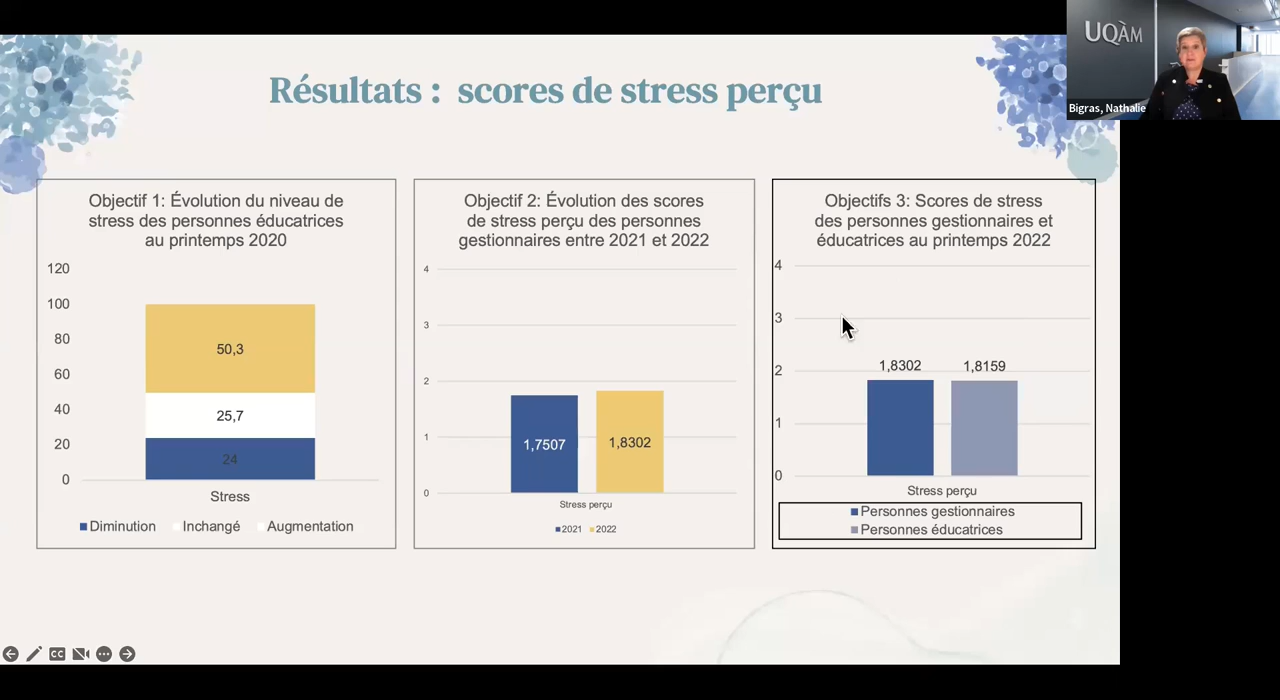 UQÀM
Bigras, Nathalie
Résultats : scores de stress perçu
Objectif 1: Évolution du niveau de
stress des personnes éducatrices
au printemps 2020
120
100
80
60
40
20
0
50,3
25,7
24
Stress
Diminution Inchangé Augmentation
Objectif 2: Évolution des scores
de stress perçu des personnes
gestionnaires entre 2021 et 2022
4
3
2
1
0
1,7507 1,8302
Stress perçu
2021 2022
Objectifs 3: Scores de stress
des personnes gestionnaires et
éducatrices au printemps 2022
4
3
2
1
0
1,8302 1,8159
Stress perçu
Personnes gestionnaires
Personnes éducatrices
CC